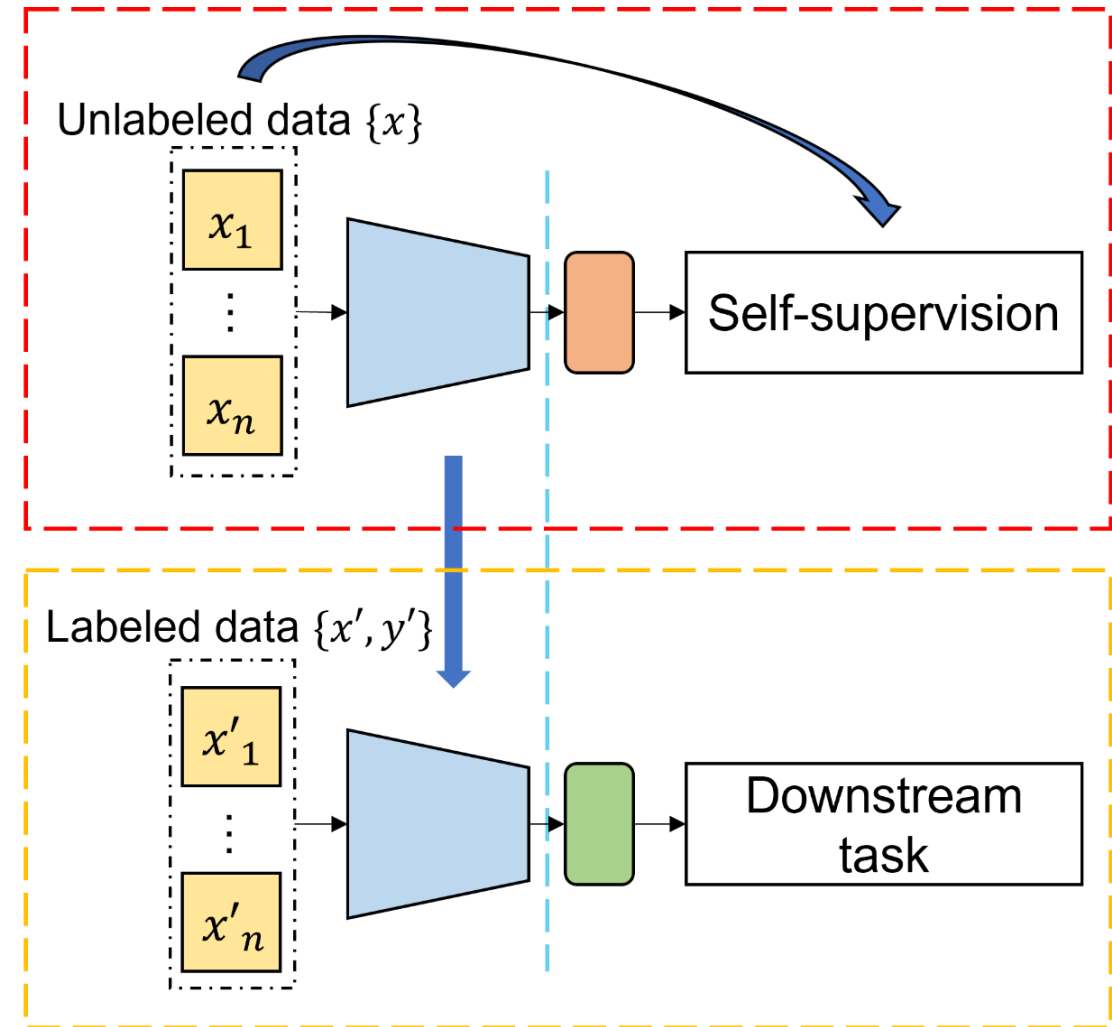 Unlabeled data {x}
x₁
⋮
xₙ
Self-supervision
Labeled data {x′, y′}
x′₁
⋮
x′ₙ
Downstream
task